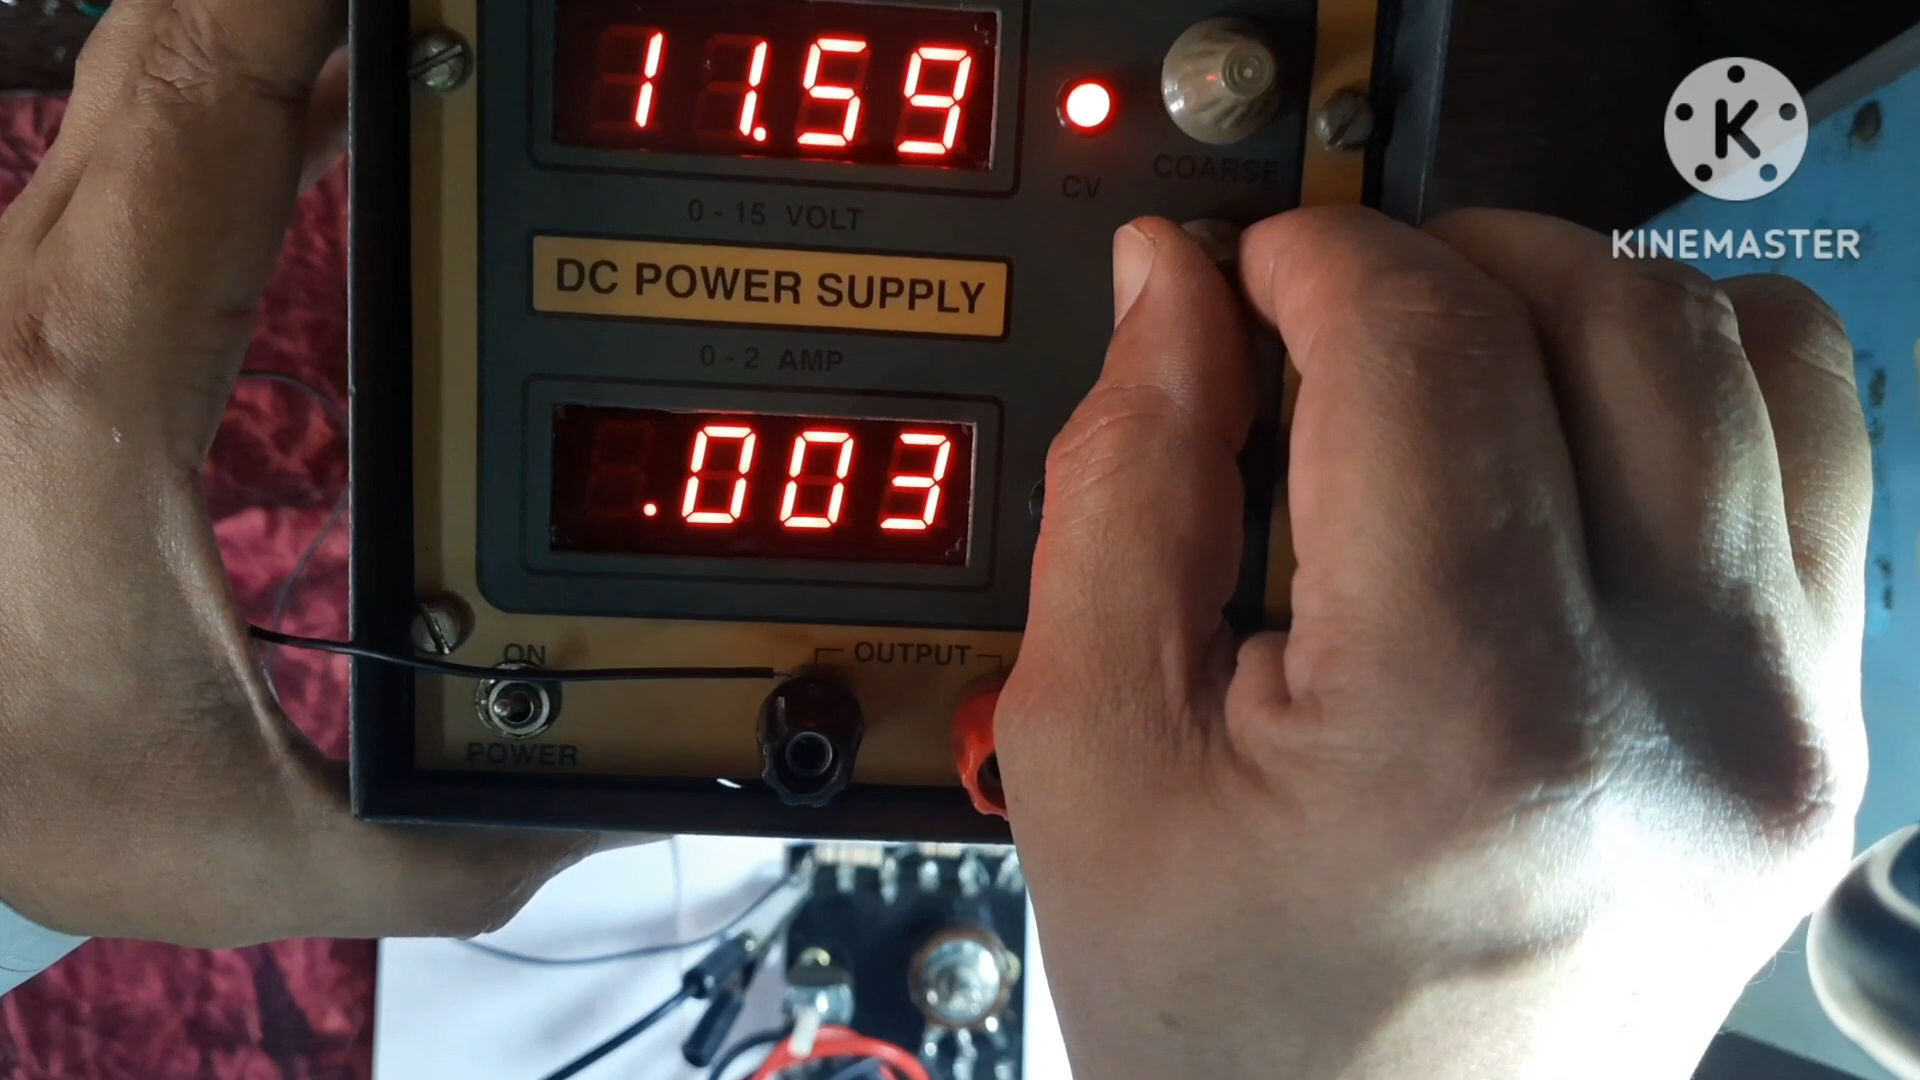 11.59
CV
COARSE
0 - 15 VOLT
DC POWER SUPPLY
0 - 2 AMP
.003
ON
OUTPUT
POWER
K
KINEMASTER